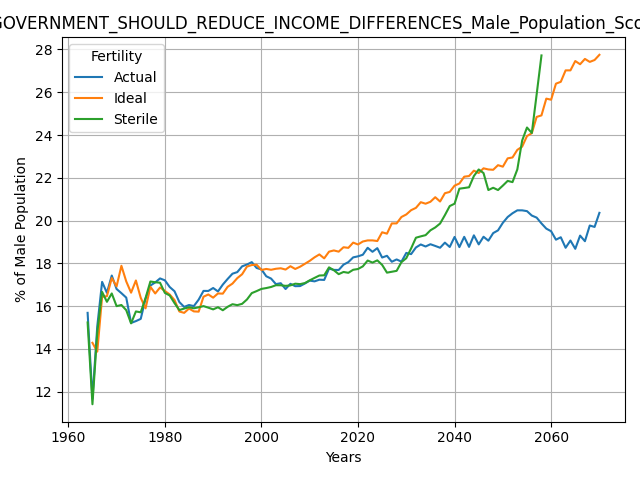 GOVERNMENT_SHOULD_REDUCE_INCOME_DIFFERENCES_Male_Population_Sco
28
26
24
22
20
18
16
14
12
% of Male Population
Fertility
Actual
Ideal
Sterile
1960 1980 2000 2020 2040 2060
Years